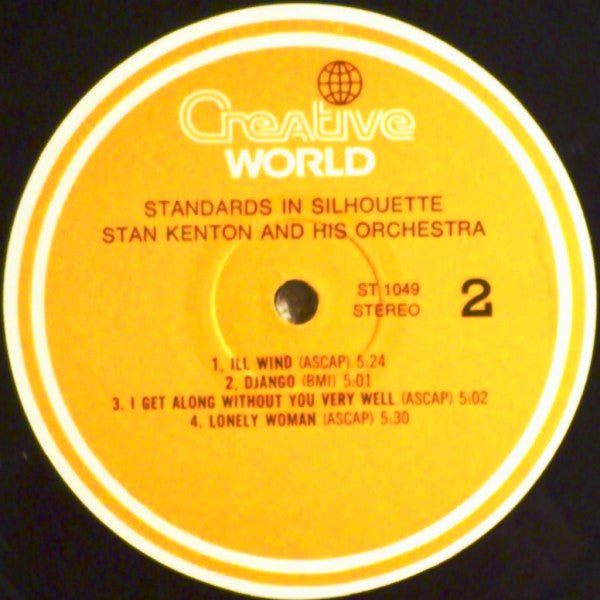 Creative
WORLD
STANDARDS IN SILHOUETTE
STAN KENTON AND HIS ORCHESTRA
ST 1049
STEREO
2
1. ILL WIND (ASCAP) 5:24
2. DJANGO (BMI) 5:01
3. I GET ALONG WITHOUT YOU VERY WELL (ASCAP) 5:02
4. LONELY WOMAN (ASCAP) 5:30